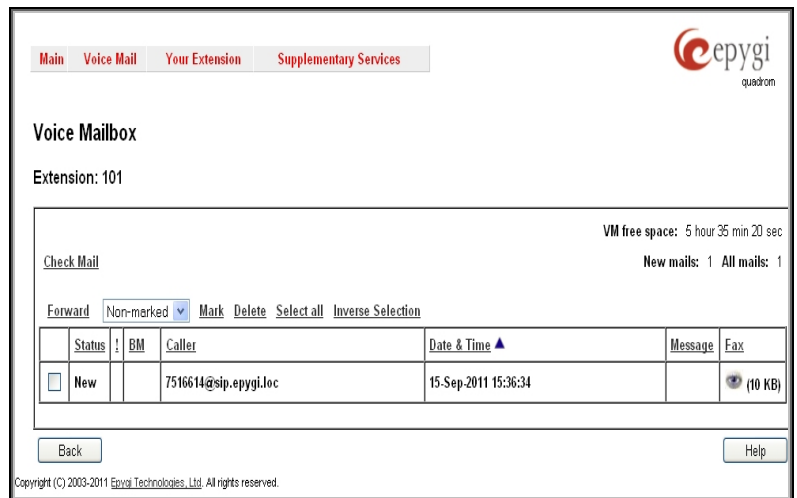 epygi
quadrom
Main Voice Mail Your Extension Supplementary Services
Voice Mailbox
Extension: 101
VM free space: 5 hour 35 min 20 sec
Check Mail New mails: 1 All mails: 1
Forward Non-marked Mark Delete Select all Inverse Selection
Status ! BM Caller Date & Time Message Fax
New 7516614@sip.epygi.loc 15-Sep-2011 15:36:34 (10 KB)
Back Help
Copyright (C) 2003-2011 Epygi Technologies, Ltd. All rights reserved.